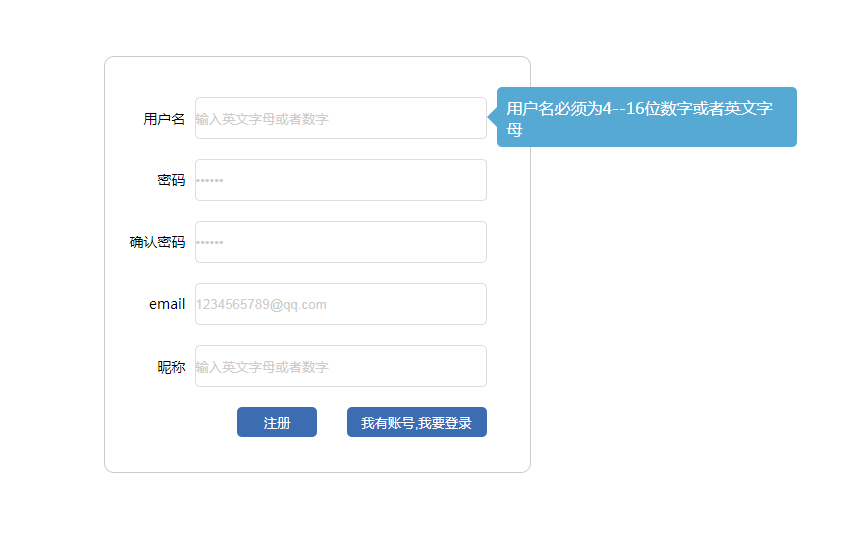 用户名
输入英文字母或者数字
用户名必须为4--16位数字或者英文字
母
密码
••••••
确认密码
••••••
email
1234565789@qq.com
昵称
输入英文字母或者数字
注册
我有账号,我要登录